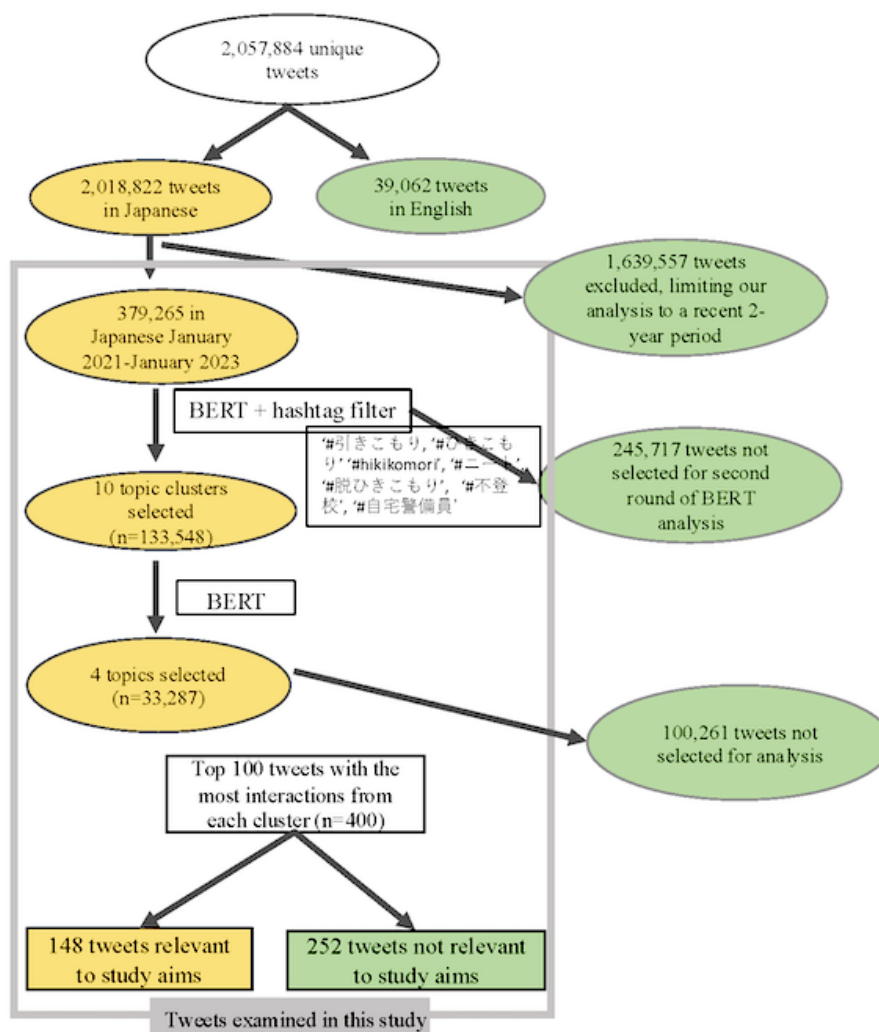 2,057,884 unique
tweets
2,018,822 tweets
in Japanese
39,062 tweets
in English
1,639,557 tweets
excluded, limiting our
analysis to a recent 2-
year period
379,265 in
Japanese January
2021-January 2023
BERT + hashtag filter
'#引きこもり, '#ひきこも
り' '#hikikomori', '#ニート'
'#脱ひきこもり', '#不登
校', '#自宅警備員'
245,717 tweets not
selected for second
round of BERT
analysis
10 topic clusters
selected
(n=133,548)
BERT
4 topics selected
(n=33,287)
100,261 tweets not
selected for analysis
Top 100 tweets with the
most interactions from
each cluster (n=400)
148 tweets relevant
to study aims
252 tweets not relevant
to study aims
Tweets examined in this study